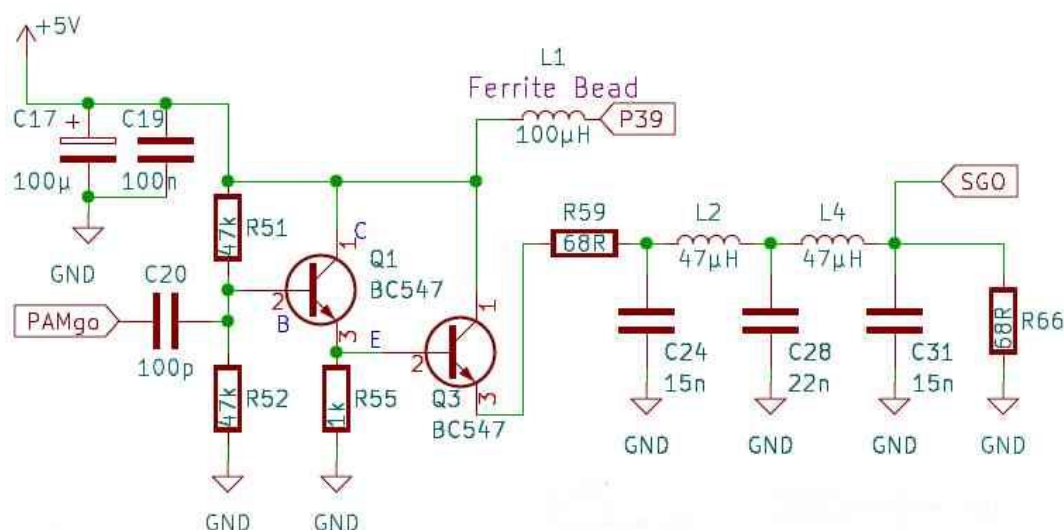 +5V
L1
Ferrite Bead
P39
100µH
C17
+
C19
100µ
100n
GND
R51
47k
C
1
Q1
BC547
2
B
3
E
C20
PAMga
100p
R52
47k
R55
1k
GND
GND
1
2
3
Q3
BC547
R59
68R
L2
47µH
L4
47µH
SGO
C24
15n
C28
22n
C31
15n
R66
68R
GND
GND
GND
GND